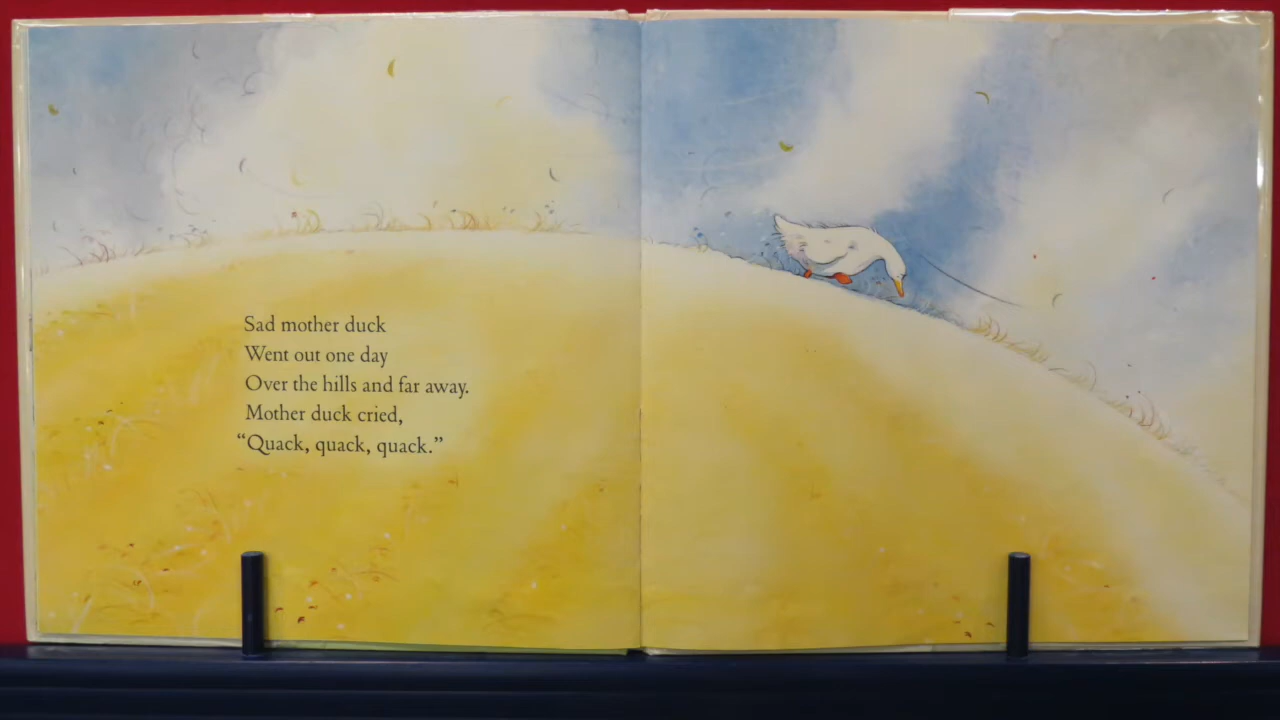 Sad mother duck
Went out one day
Over the hills and far away.
Mother duck cried,
“Quack, quack, quack.”